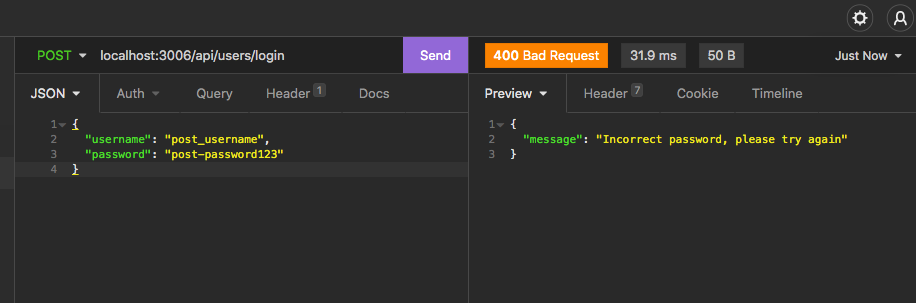 POST localhost:3006/api/users/login Send 400 Bad Request 31.9 ms 50 B Just Now
JSON Auth Query Header 1 Docs Preview Header 7 Cookie Timeline
1 {
2 "username": "post_username",
3 "password": "post-password123"
4 }
1 {
2 "message": "Incorrect password, please try again"
3 }